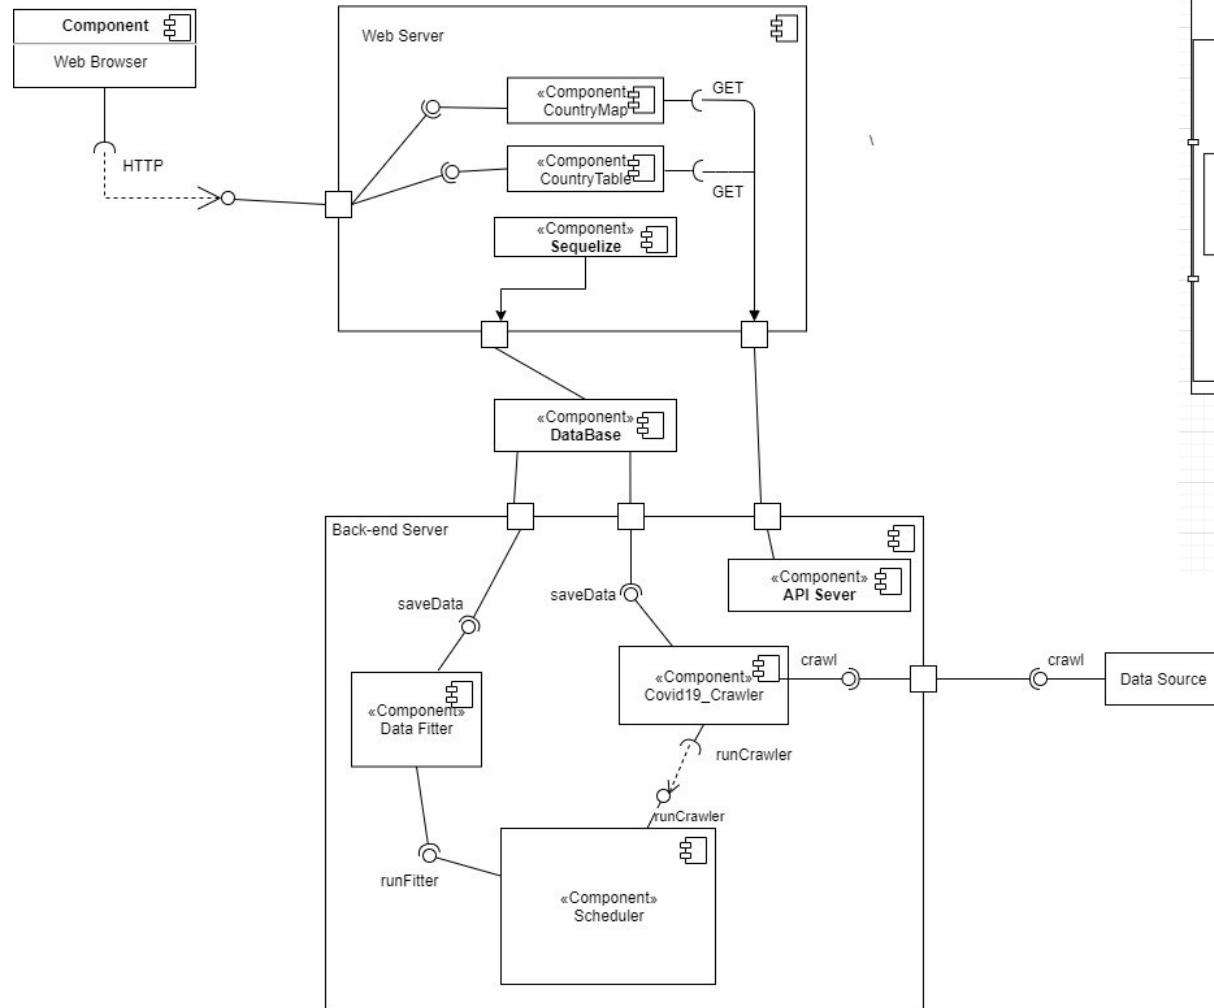 Component
Web Browser
HTTP
Web Server
«Component»
CountryMap
GET
«Component»
CountryTable
GET
«Component»
Sequelize
\
«Component»
DataBase
Back-end Server
«Component»
API Sever
saveData
saveData
«Component»
Covid19_Crawler
crawl
crawl
Data Source
«Component»
Data Fitter
runCrawler
runCrawler
runFitter
«Component»
Scheduler